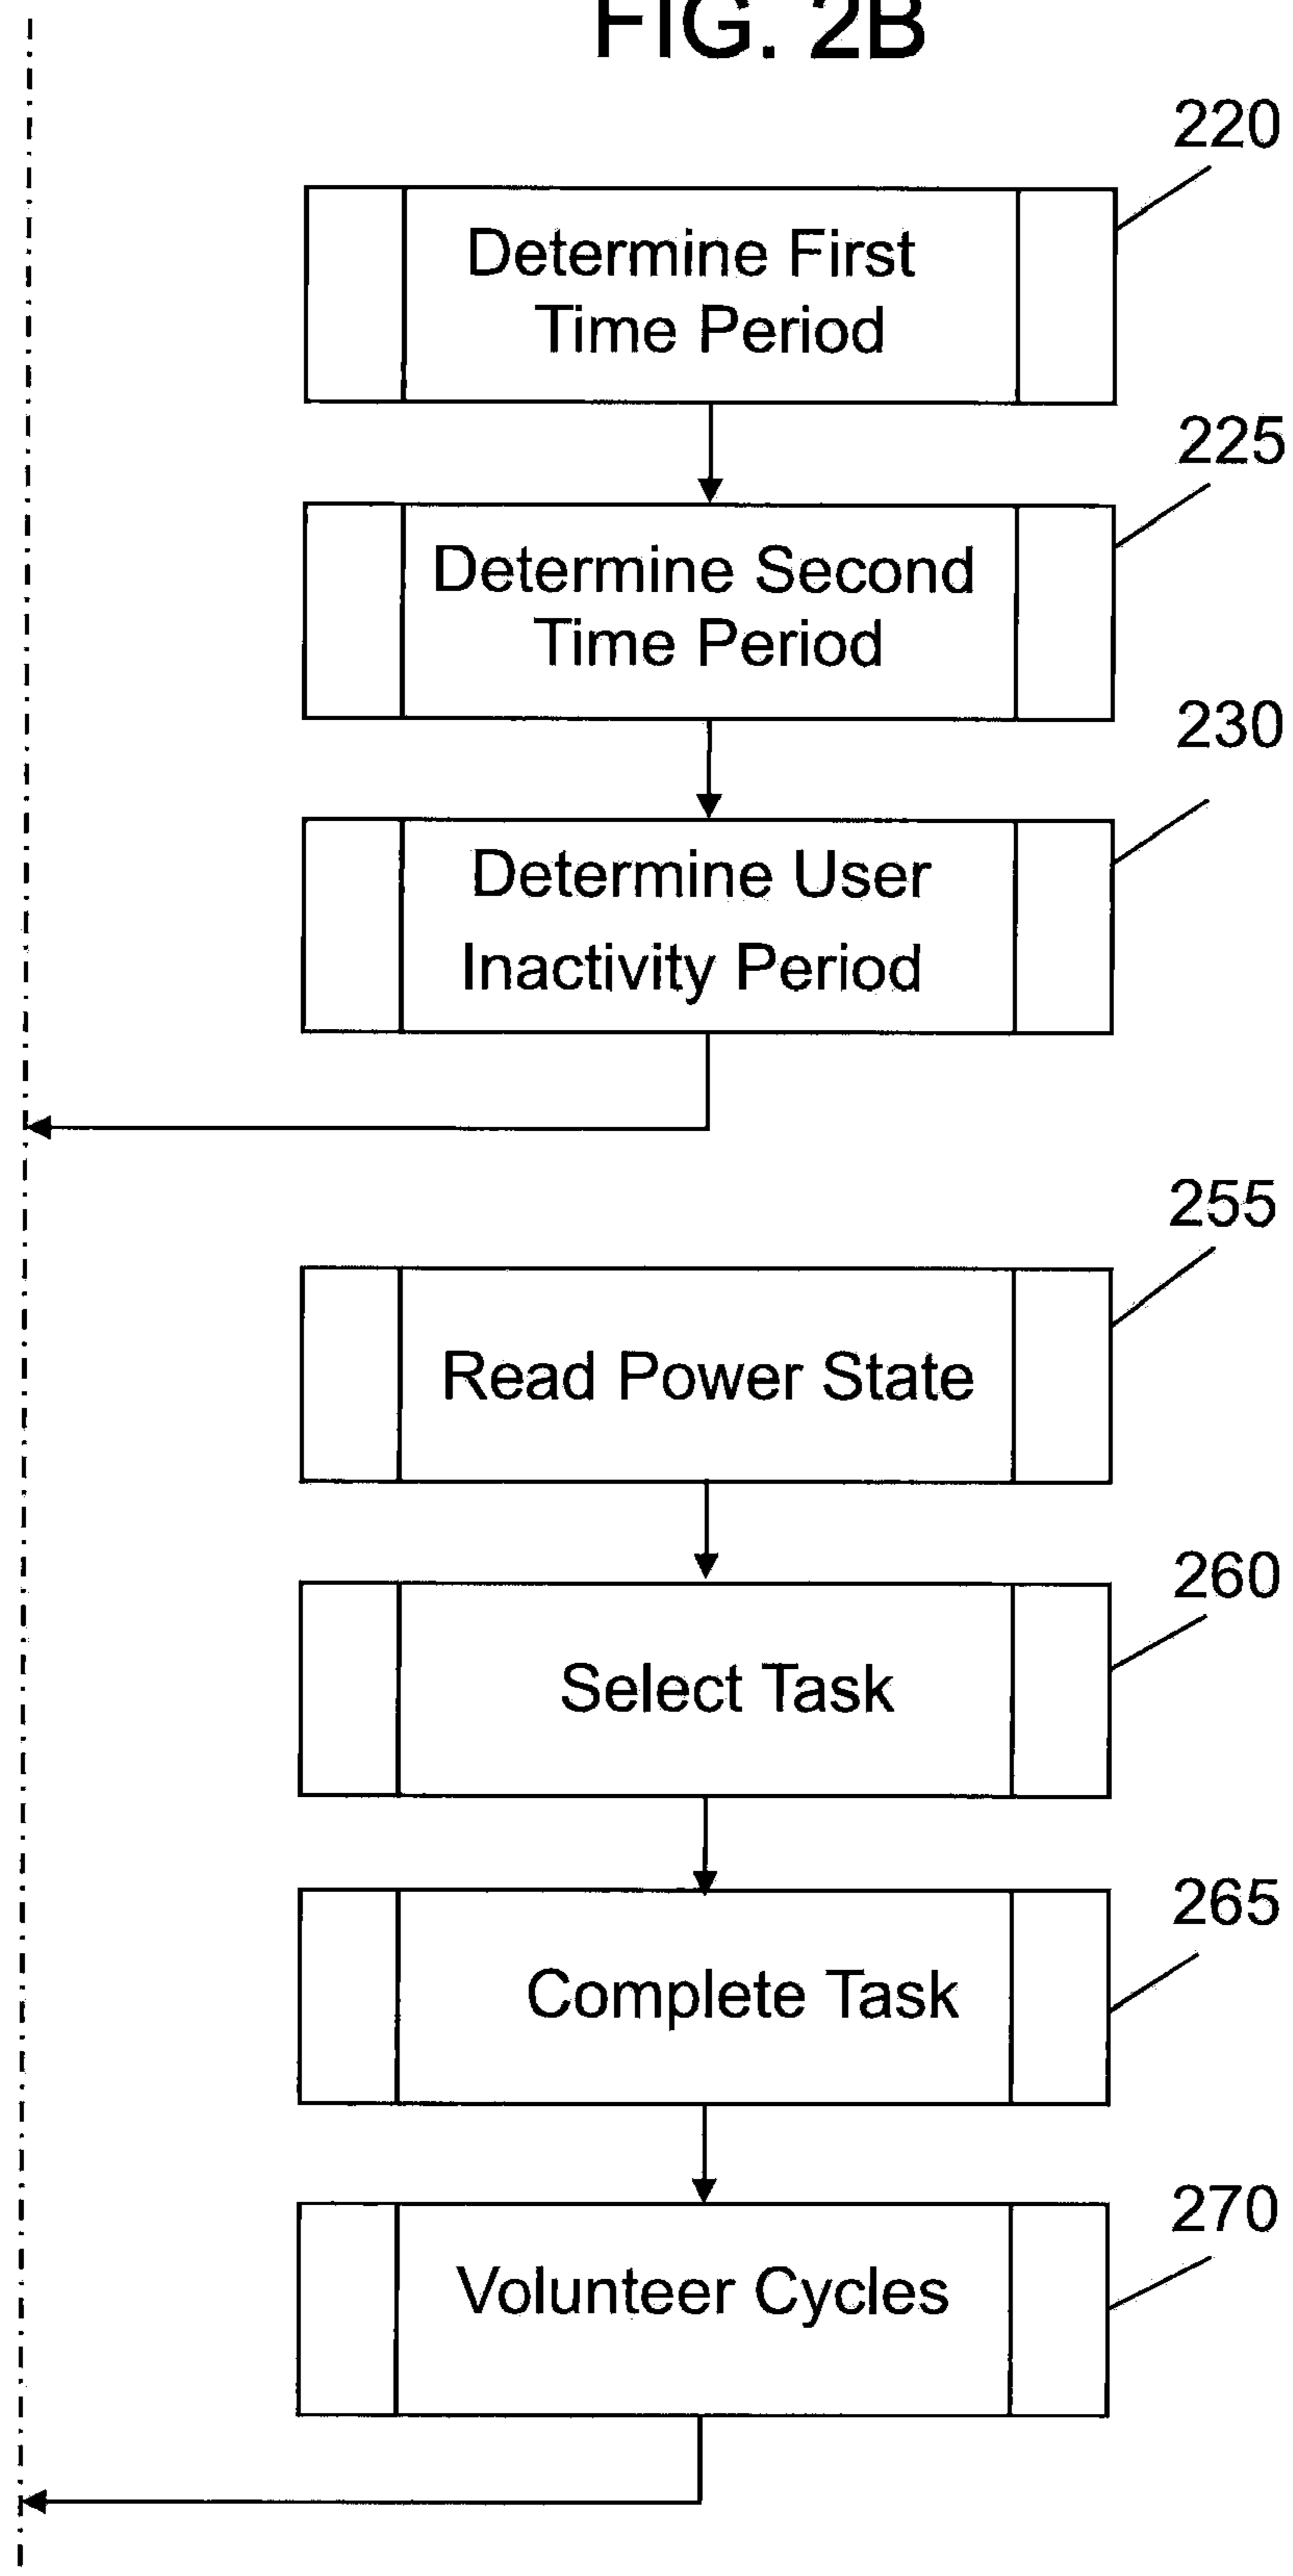 FIG. 2B
220
Determine First
Time Period
225
Determine Second
Time Period
230
Determine User
Inactivity Period
255
Read Power State
260
Select Task
265
Complete Task
270
Volunteer Cycles